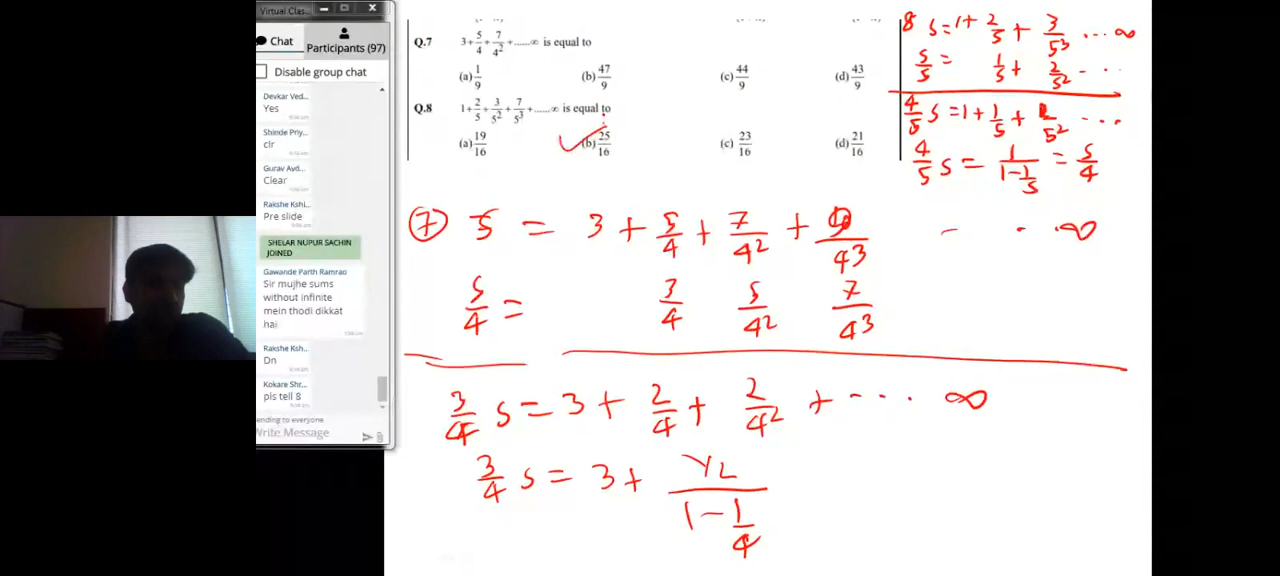 Virtual Clas...
Chat
Participants (97)
Disable group chat
Devkar Ved...
Yes
Shinde Priy...
clr
Gurav Avd...
Clear
Rakshe Kshi...
Pre slide
SHELAR NUPUR SACHIN
JOINED
Gawande Parth Ramrao
Sir mujhe sums
without infinite
mein thodi dikkat
hai
Rakshe Ksh...
Dn
Kokare Shr...
pls tell 8
ending to everyone
Write Message
Q.7 3+5/4+7/4²+......∞ is equal to
(a) 1/9 (b) 47/9 (c) 44/9 (d) 43/9
Q.8 1+2/5+3/5²+7/5³+......∞ is equal to
(a) 19/16 (b) 25/16 (c) 23/16 (d) 21/16
8 S=1+2/5+3/5³ ... ∞
S/5= 1/5+2/5² ...
4/5 S=1+1/5+ /5² ...
4/5 S=1/(1-1/5)=5/4
7 S = 3+5/4+7/4²+ /4³ - . ∞
S/4 = 3/4 5/4² 7/4³
3/4 S=3+2/4+2/4²+... ∞
3/4 S=3+(1/2)/(1-1/4)